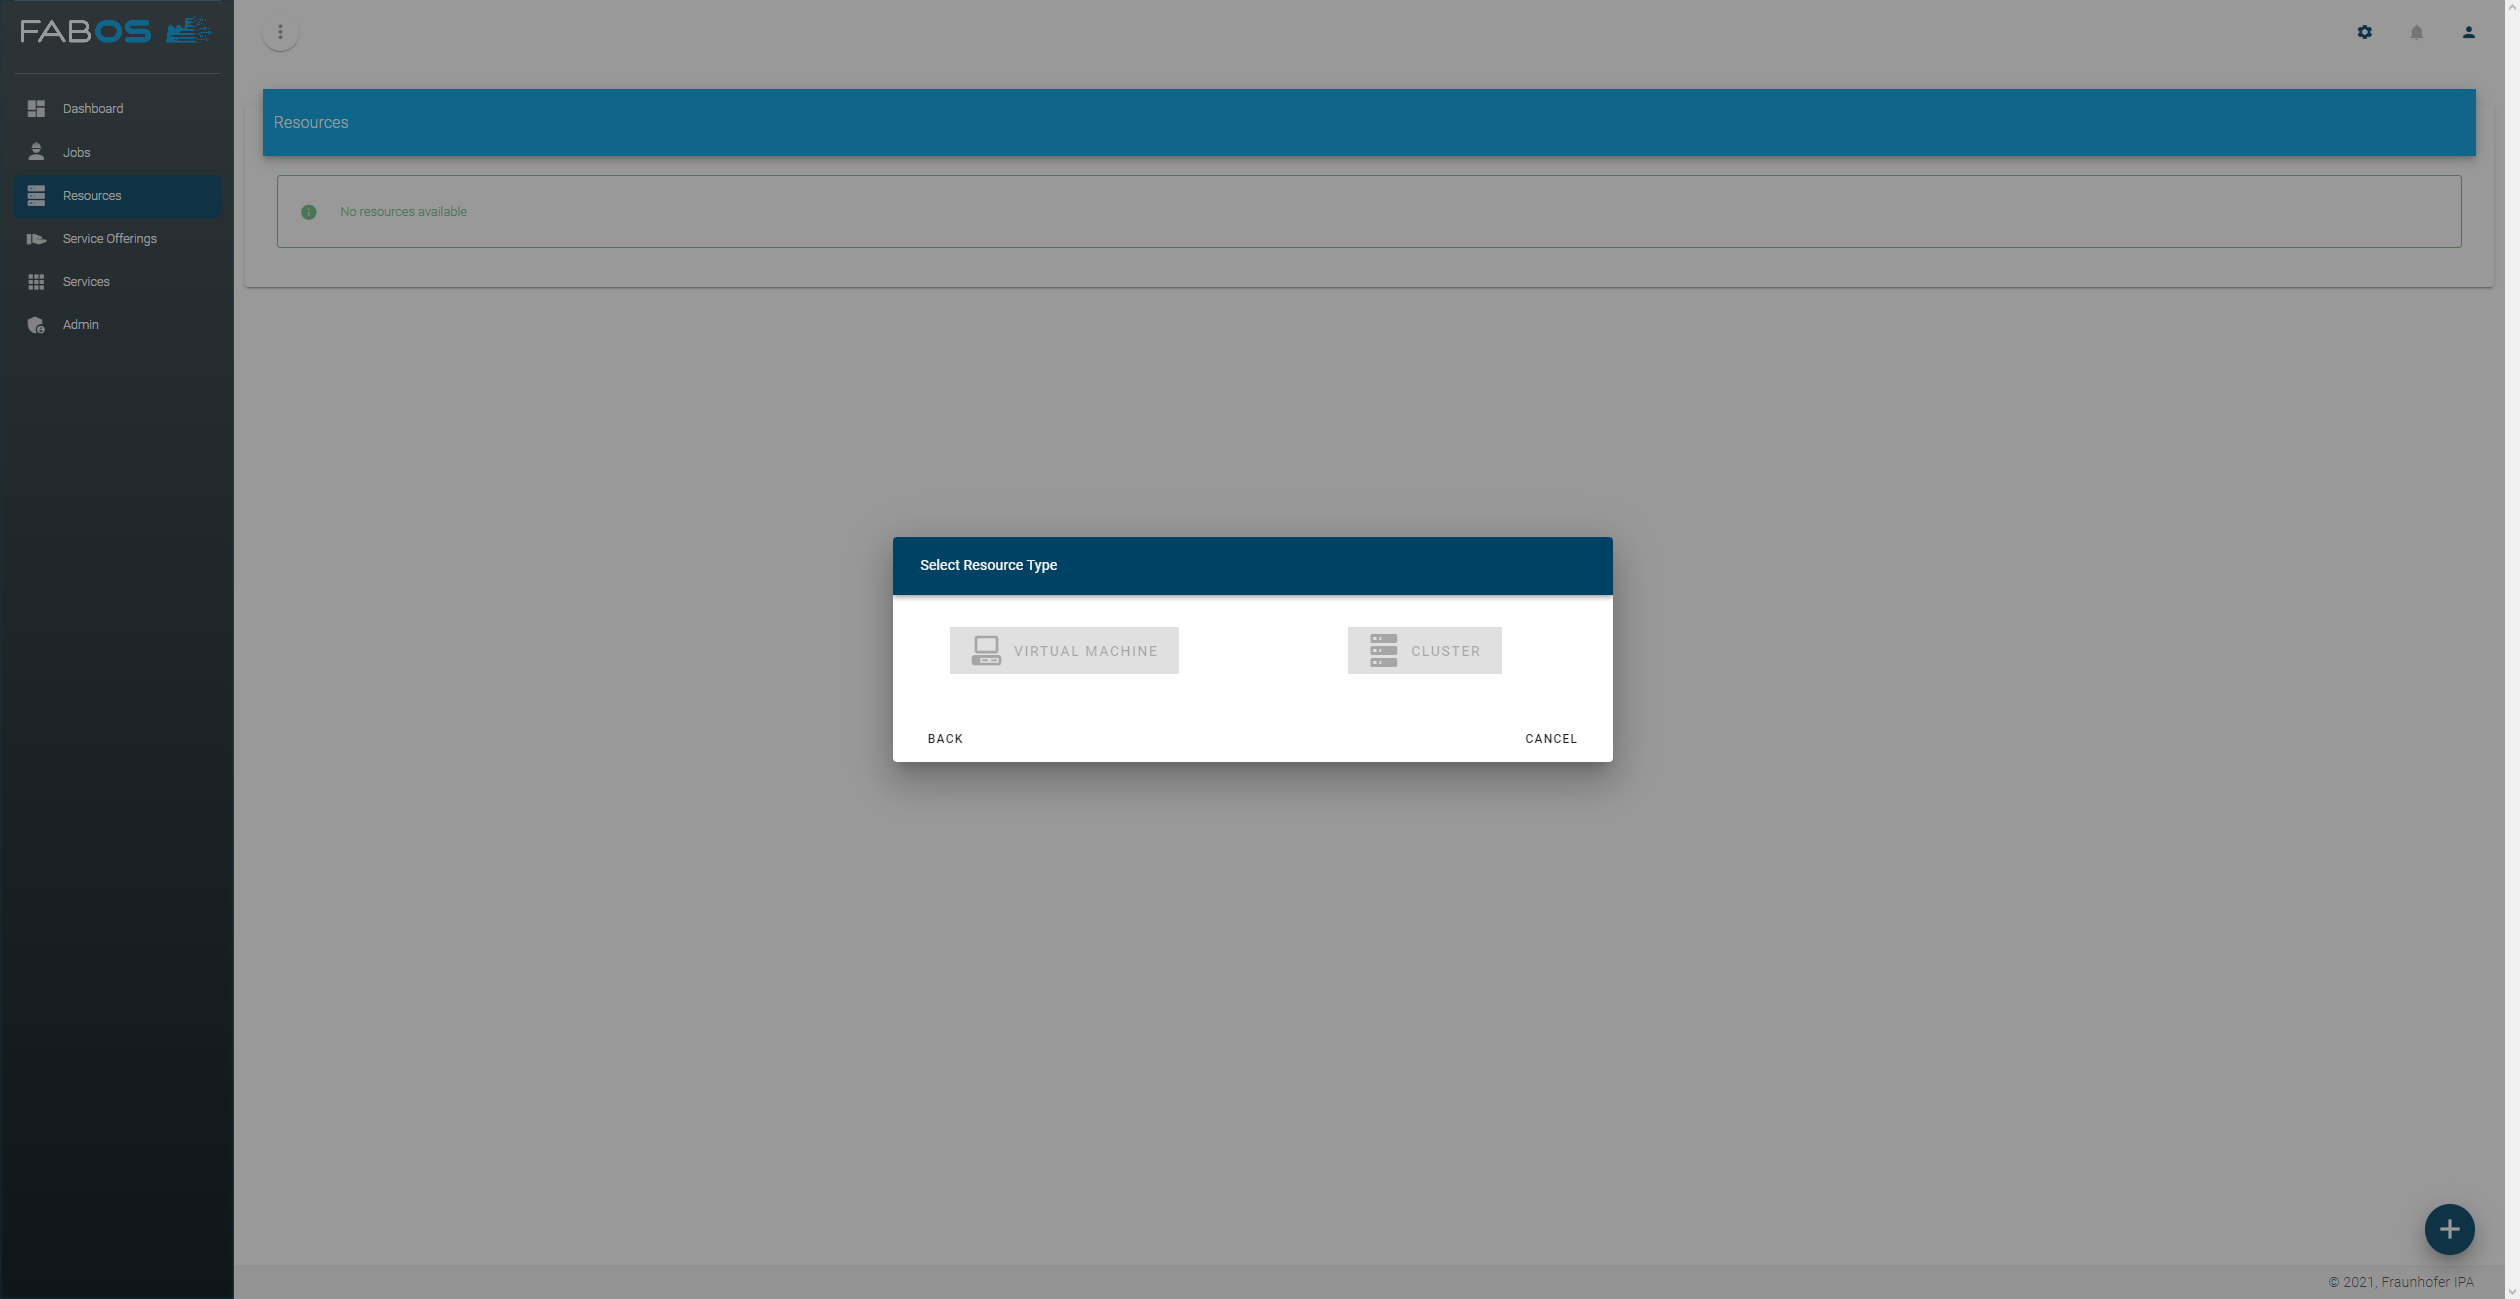 FABOS
Dashboard
Jobs
Resources
Service Offerings
Services
Admin
Resources
No resources available
Select Resource Type
VIRTUAL MACHINE
CLUSTER
BACK
CANCEL
© 2021, Fraunhofer IPA